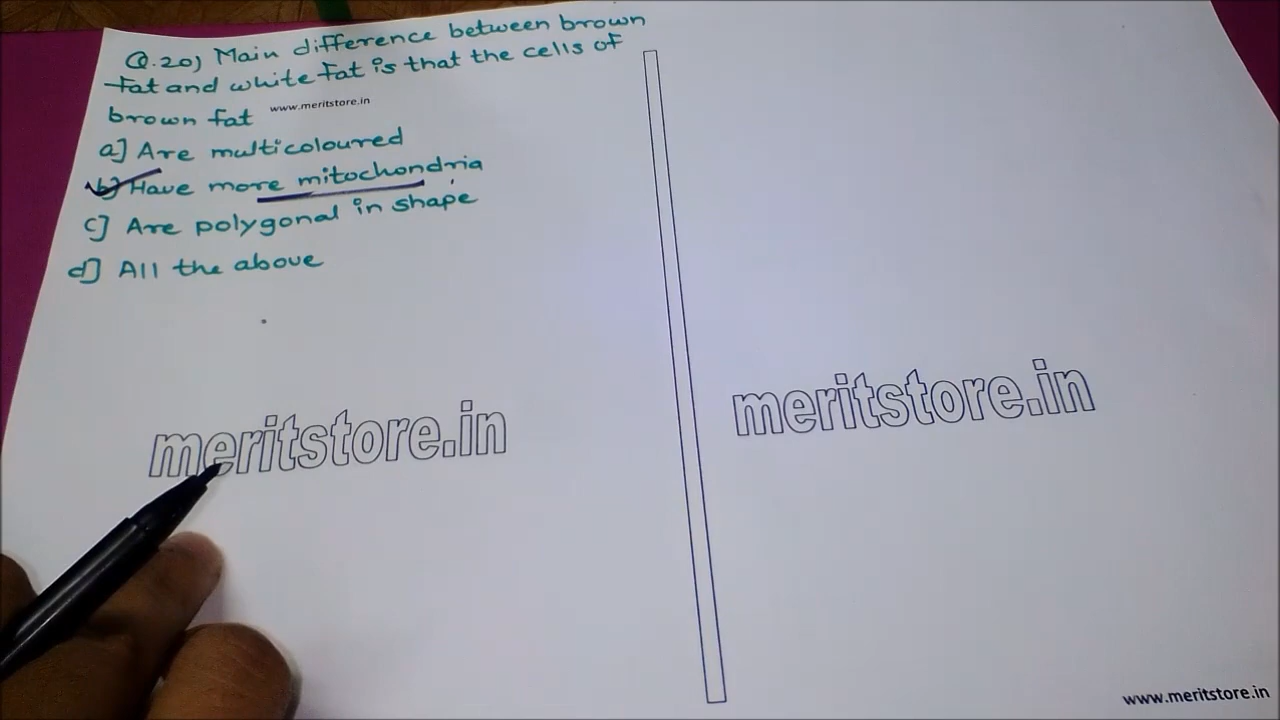 Q.20) Main difference between brown
fat and white fat is that the cells of
brown fat
www.meritstore.in
a] Are multicoloured
b] Have more mitochondria
c] Are polygonal in shape
d] All the above
meritstore.in
meritstore.in
www.meritstore.in